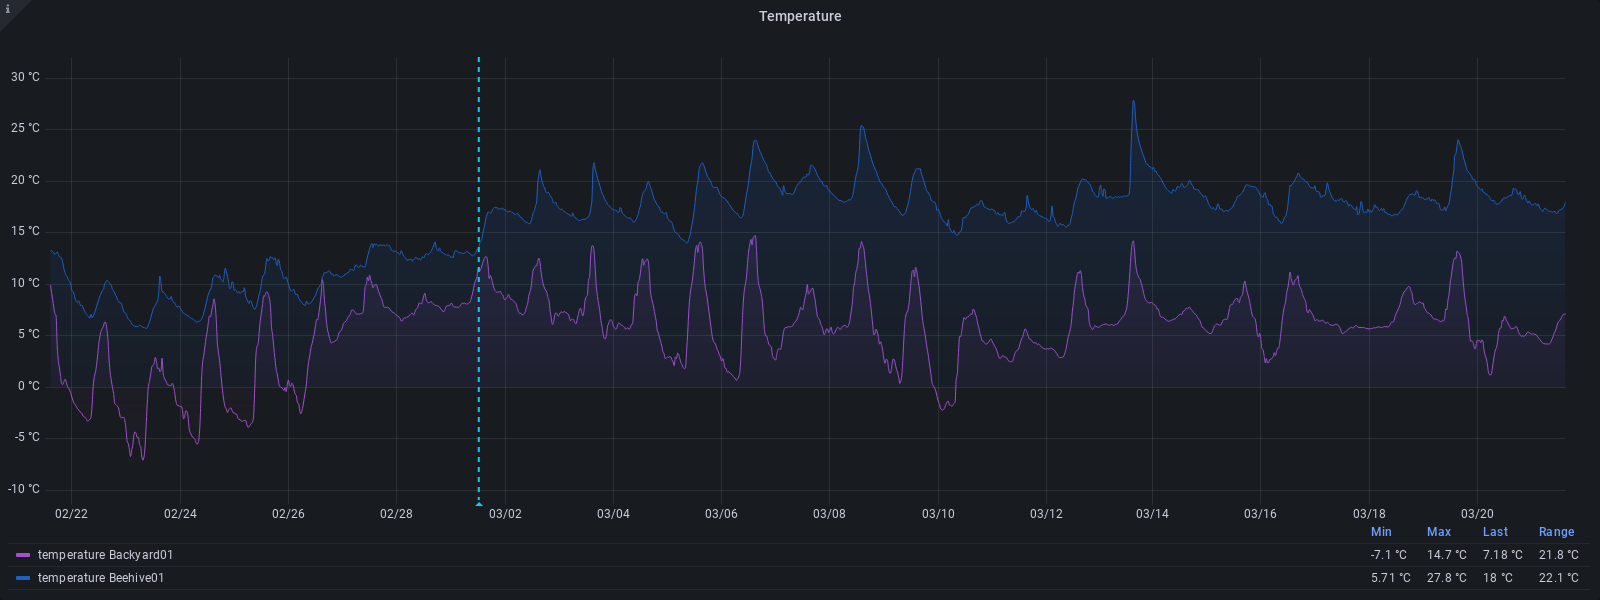 i
Temperature
30 °C
25 °C
20 °C
15 °C
10 °C
5 °C
0 °C
-5 °C
-10 °C
02/22 02/24 02/26 02/28 03/02 03/04 03/06 03/08 03/10 03/12 03/14 03/16 03/18 03/20
Min Max Last Range
temperature Backyard01 -7.1 °C 14.7 °C 7.18 °C 21.8 °C
temperature Beehive01 5.71 °C 27.8 °C 18 °C 22.1 °C